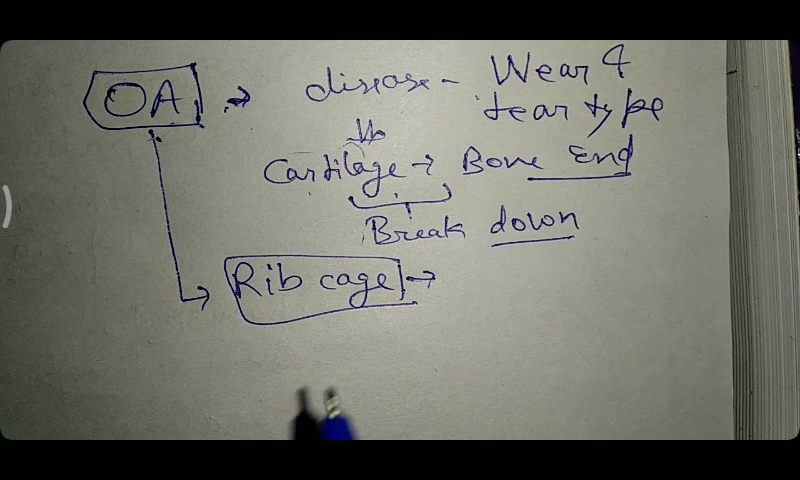 OA → disease - Wear &
tear type
Cartilage → Bone End
Break down
Rib cage →